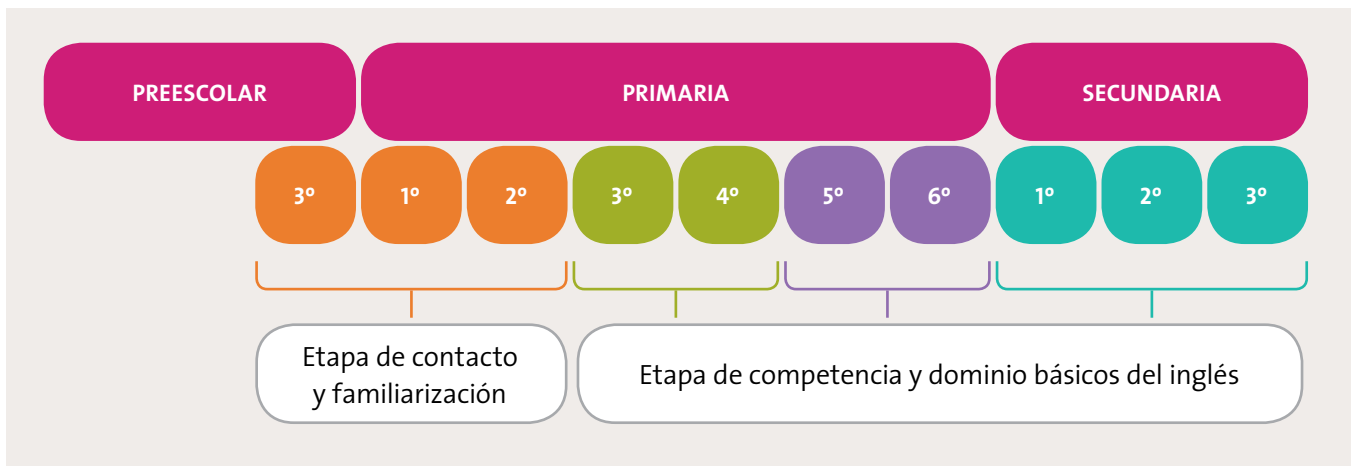 PREESCOLAR
PRIMARIA
SECUNDARIA
3º
1º
2º
3º
4º
5º
6º
1º
2º
3º
Etapa de contacto
y familiarización
Etapa de competencia y dominio básicos del inglés